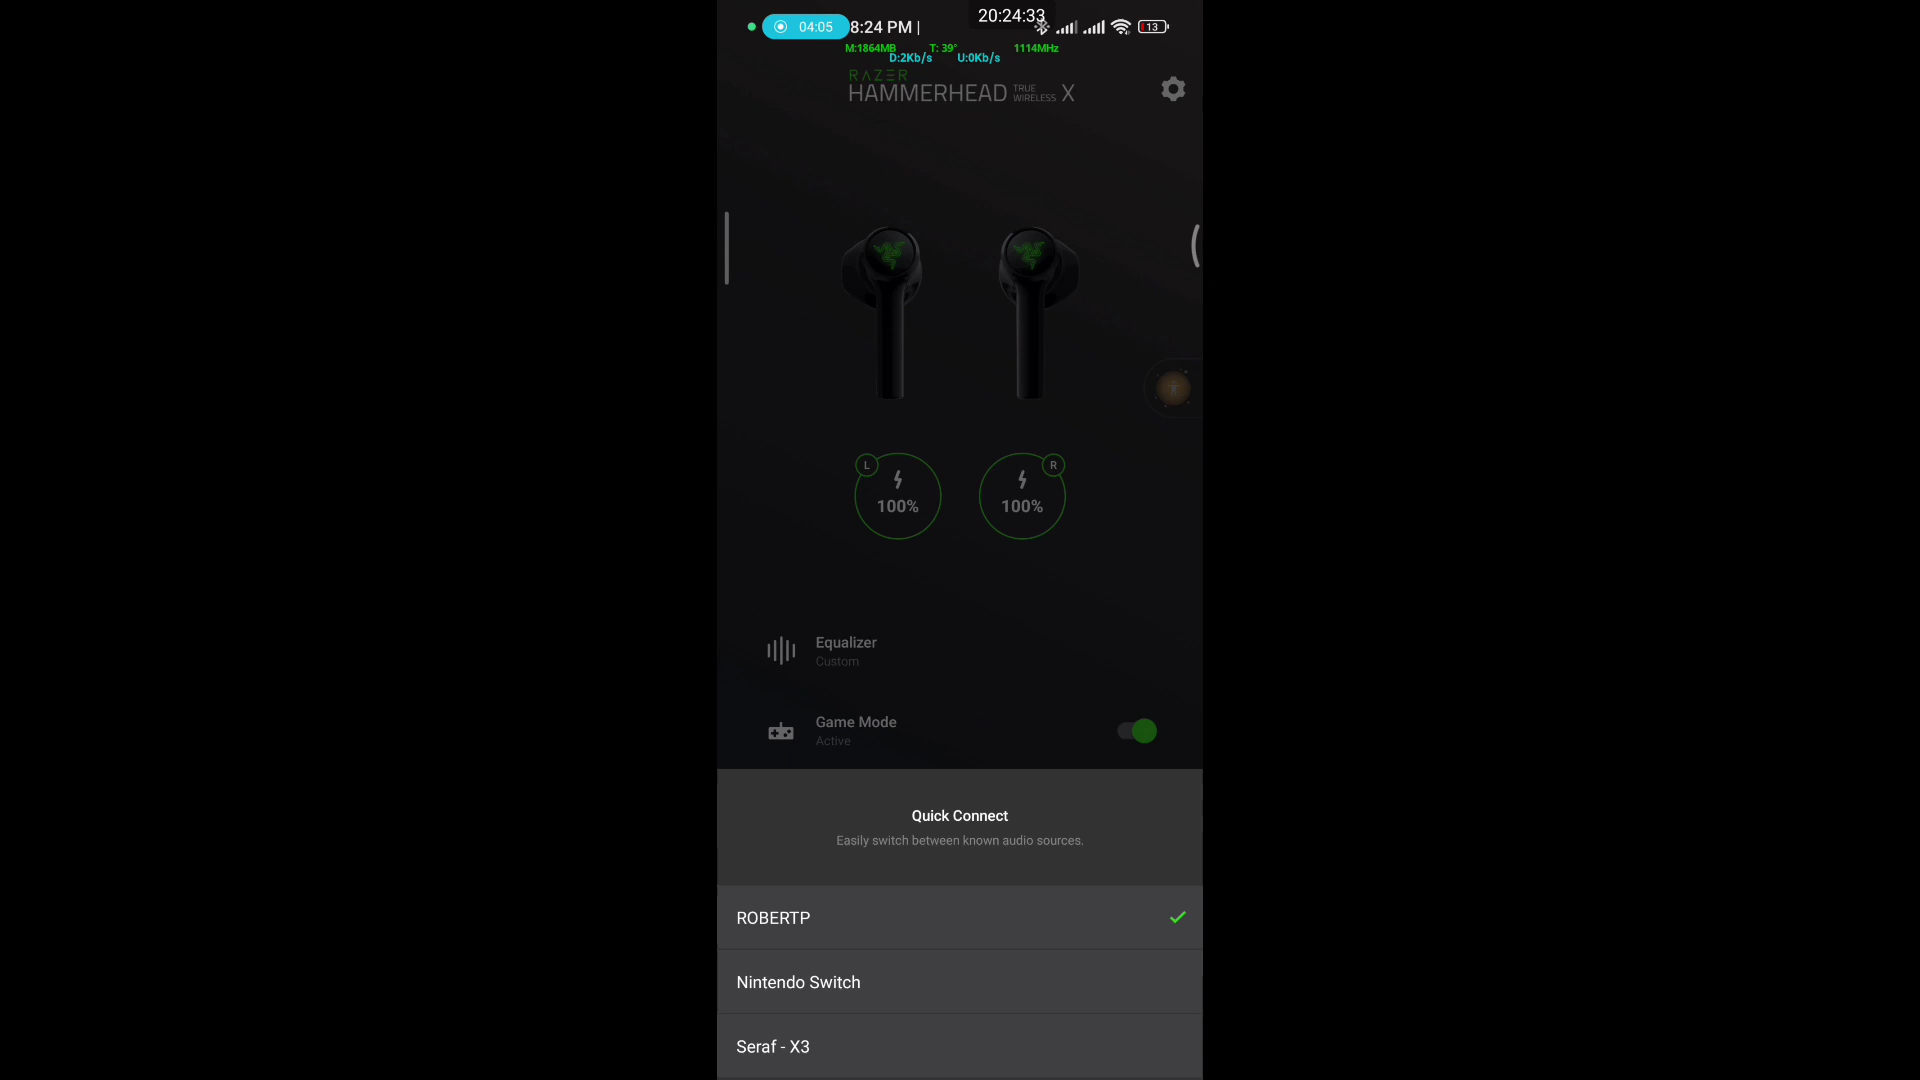 20:24:33
04:05
8:24 PM |
13
M:1864MB T: 39° 1114MHz
D:2Kb/s U:0Kb/s
RAZER
HAMMERHEAD TRUE WIRELESS X
L
R
100%
100%
Equalizer
Custom
Game Mode
Active
Quick Connect
Easily switch between known audio sources.
ROBERTP
Nintendo Switch
Seraf - X3